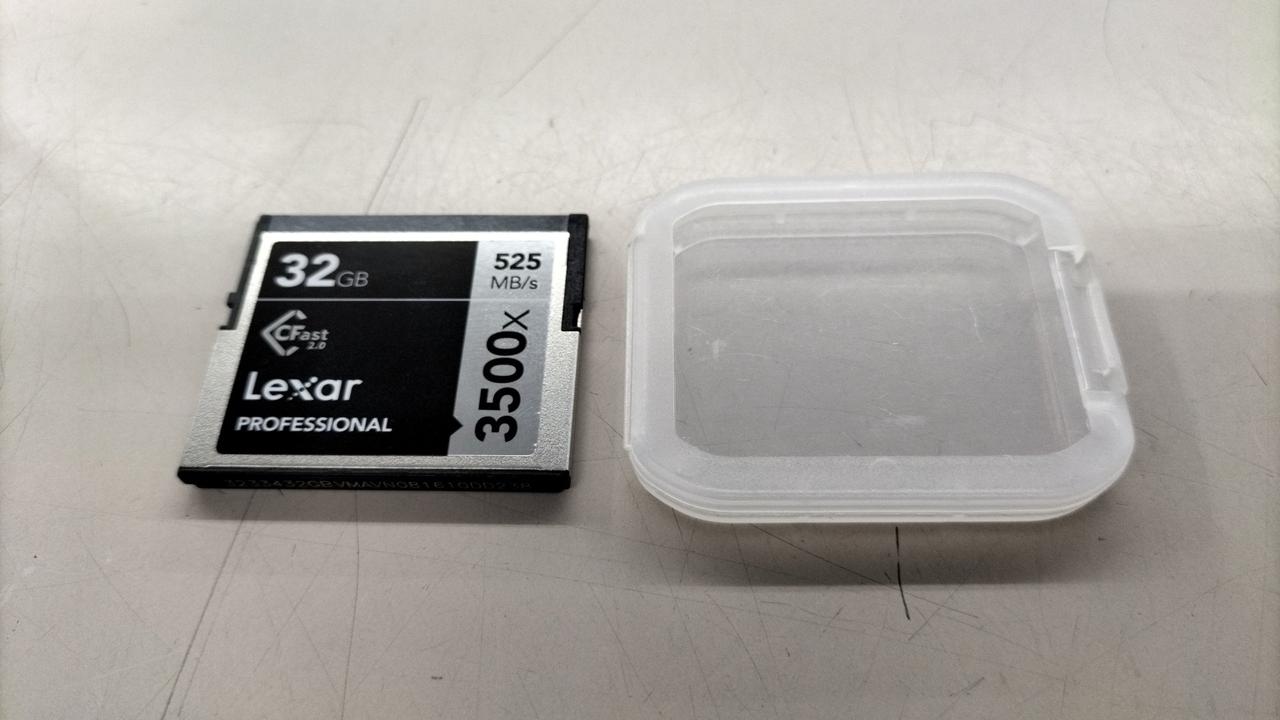 32GB
525
MB/s
CFast
2.0
3500x
Lexar
PROFESSIONAL